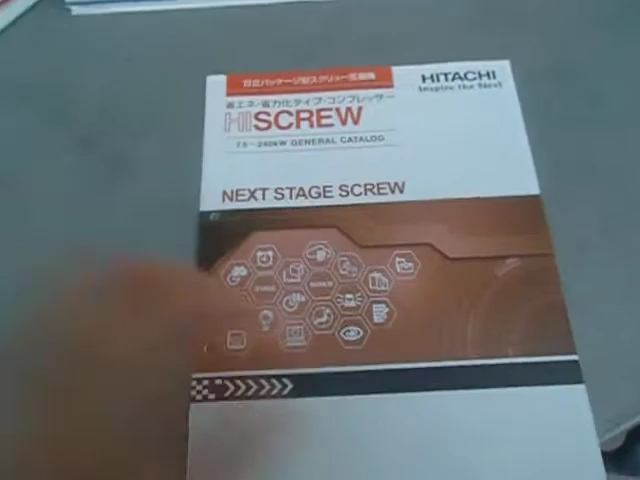 日立パッケージ型スクリュー圧縮機
HITACHI
Inspire the Next
省エネ・省力化タイプ・コンプレッサー
HISCREW
7.5~240kW GENERAL CATALOG
NEXT STAGE SCREW